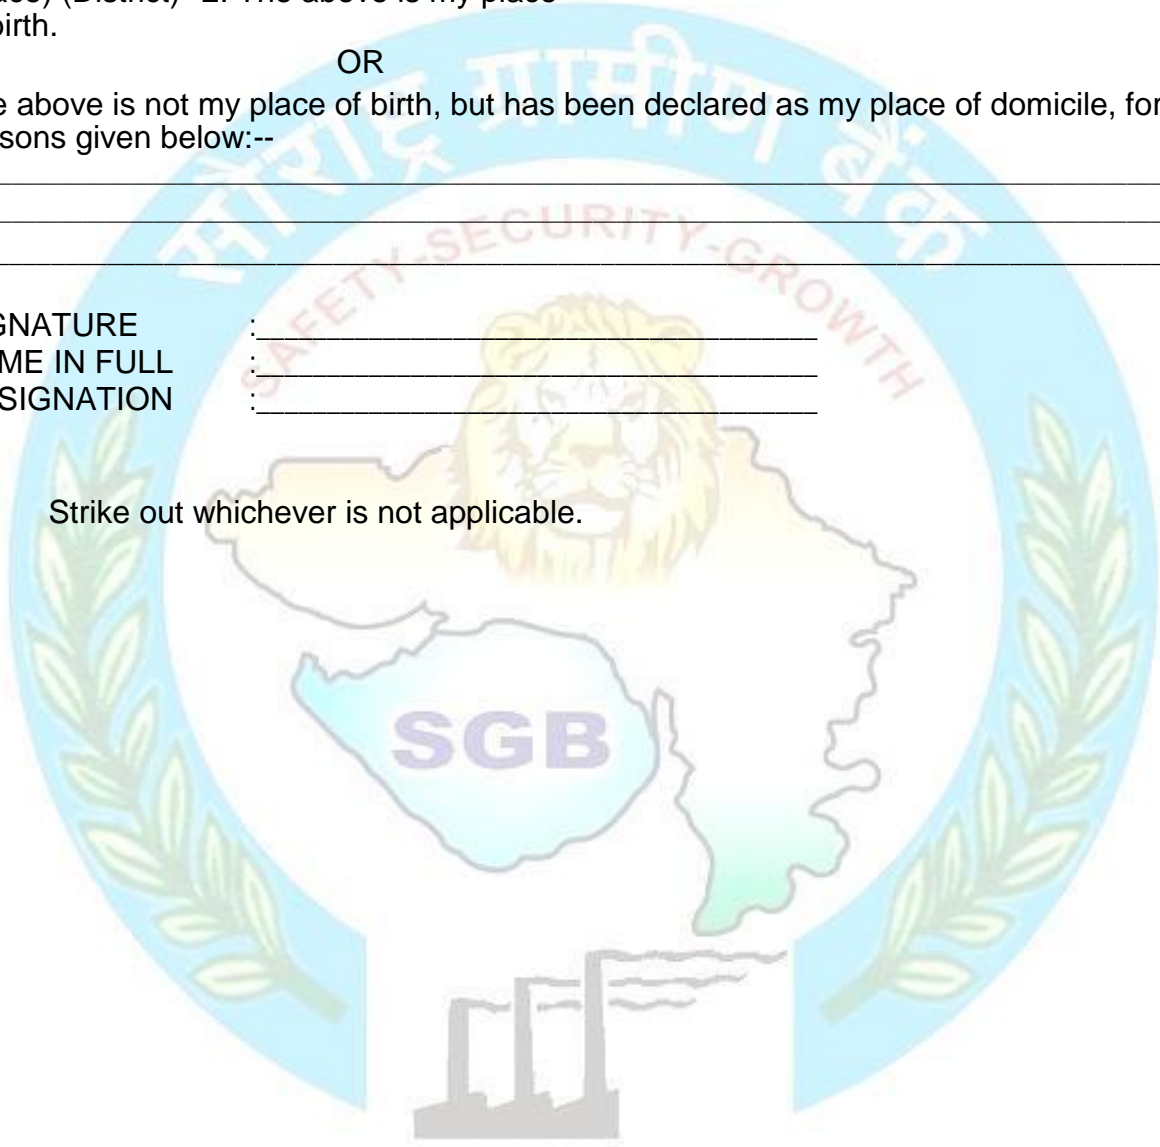 (District) 2. The above is my place
birth.
OR
above is not my place of birth, but has been declared as my place of domicile, for
sons given below:--
GNATURE :
ME IN FULL :
SIGNATION :
Strike out whichever is not applicable.
सौराष्ट्र ग्रामीण बैंक
SAFETY-SECURITY-GROWTH
SGB